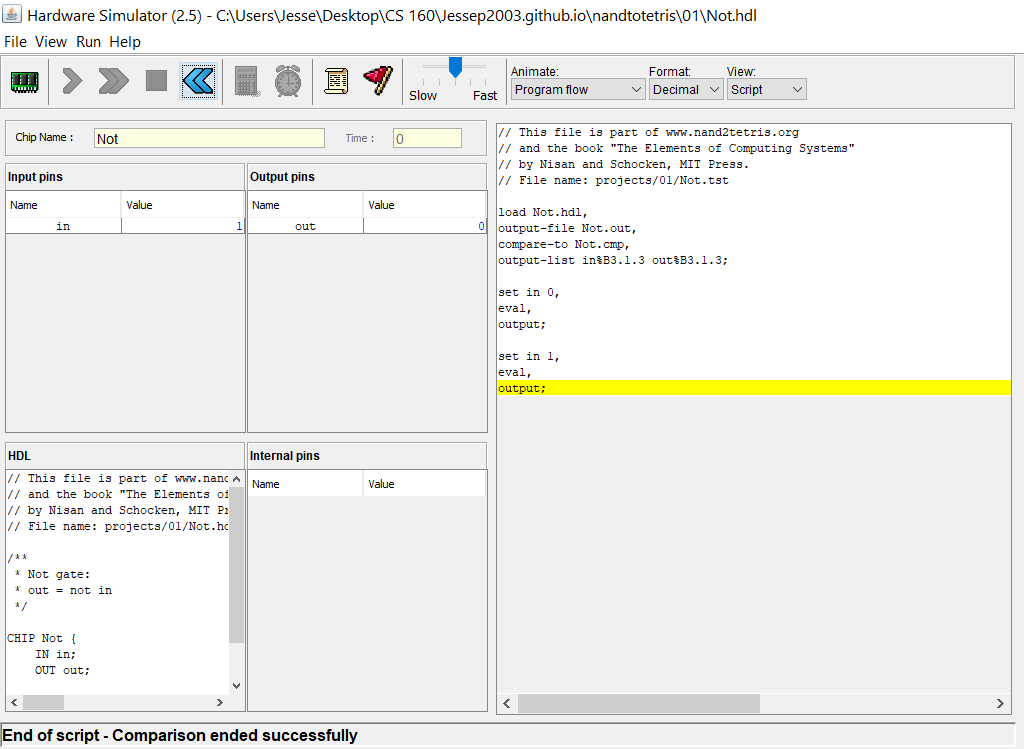 Hardware Simulator (2.5) - C:\Users\Jesse\Desktop\CS 160\Jessep2003.github.io\nandtotetris\01\Not.hdl
File View Run Help
Slow Fast
Animate: Format: View:
Program flow Decimal Script
Chip Name : Not Time : 0
Input pins
Name Value
in 1
Output pins
Name Value
out 0
HDL
// This file is part of www.nand
// and the book "The Elements of
// by Nisan and Schocken, MIT Pr
// File name: projects/01/Not.hd
/**
* Not gate:
* out = not in
*/
CHIP Not {
IN in;
OUT out;
Internal pins
Name Value
// This file is part of www.nand2tetris.org
// and the book "The Elements of Computing Systems"
// by Nisan and Schocken, MIT Press.
// File name: projects/01/Not.tst
load Not.hdl,
output-file Not.out,
compare-to Not.cmp,
output-list in%B3.1.3 out%B3.1.3;
set in 0,
eval,
output;
set in 1,
eval,
output;
End of script - Comparison ended successfully